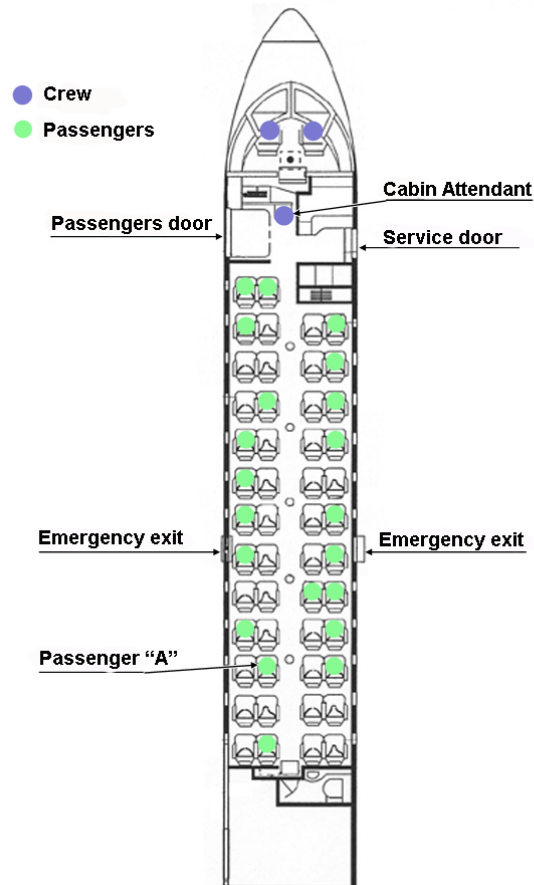 Crew
Passengers
Cabin Attendant
Passengers door
Service door
Emergency exit
Emergency exit
Passenger “A”